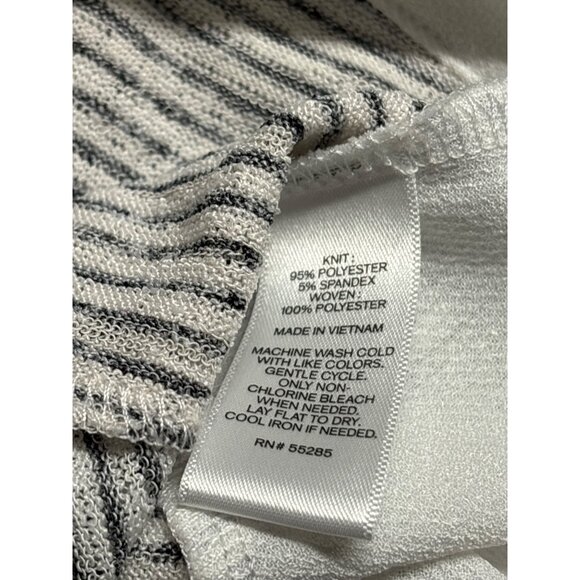 KNIT :
95% POLYESTER
5% SPANDEX
WOVEN :
100% POLYESTER
MADE IN VIETNAM
MACHINE WASH COLD
WITH LIKE COLORS.
GENTLE CYCLE.
ONLY NON-
CHLORINE BLEACH
WHEN NEEDED.
LAY FLAT TO DRY.
COOL IRON IF NEEDED.
RN# 55285